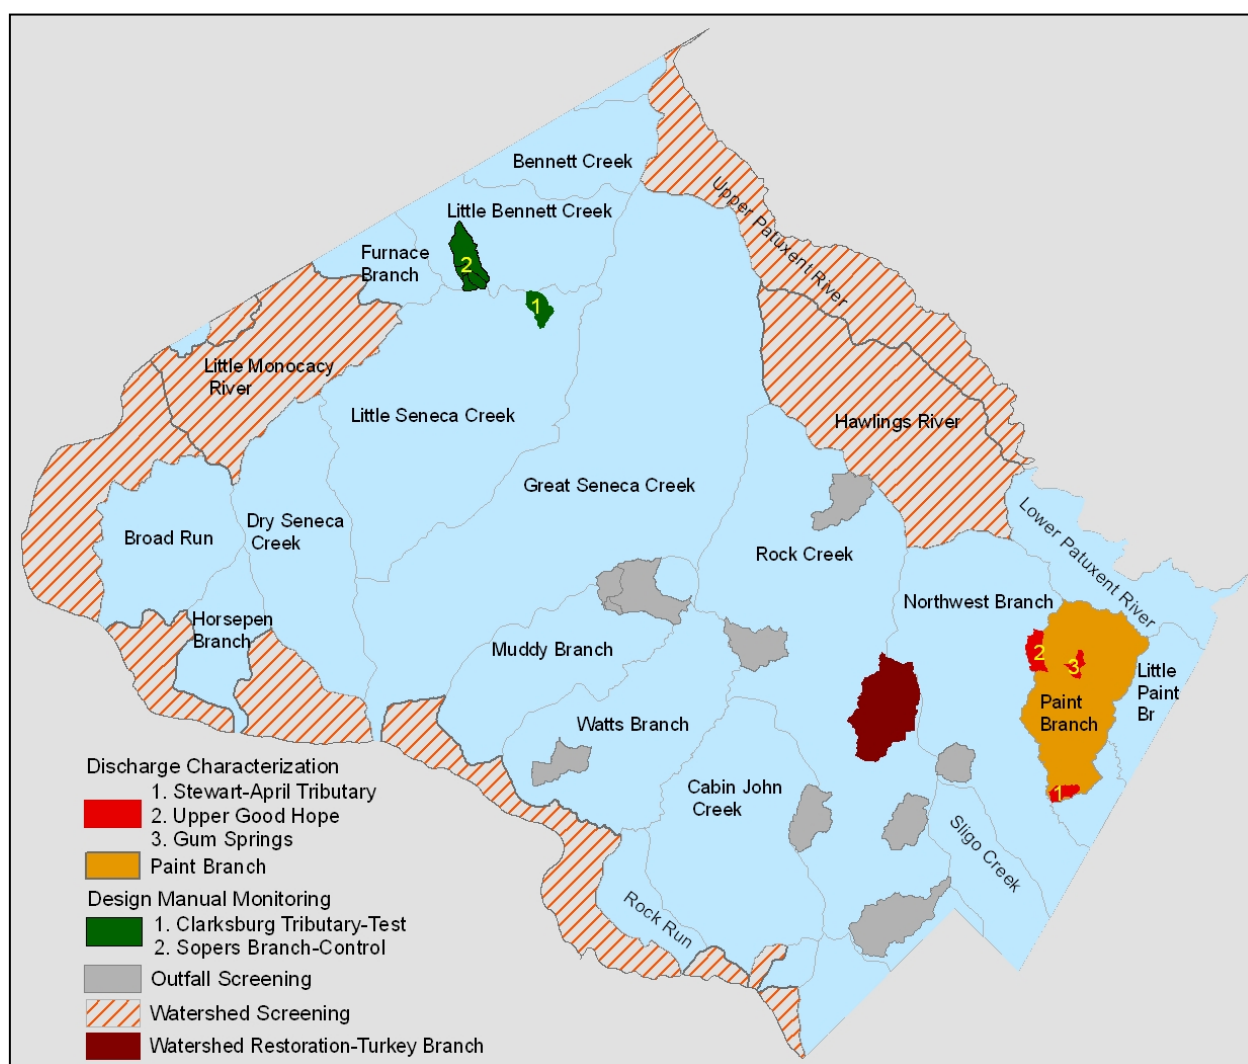 Bennett Creek
Little Bennett Creek
Upper Patuxent River
Furnace
Branch
2
1
Little Monocacy
River
Little Seneca Creek
Hawlings River
Great Seneca Creek
Lower Patuxent River
Broad Run
Dry Seneca
Creek
Rock Creek
Northwest Branch
Horsepen
Branch
Muddy Branch
2
3
Little
Paint
Br
Paint
Branch
Watts Branch
Cabin John
Creek
1
Sligo Creek
Rock Run
Discharge Characterization
1. Stewart-April Tributary
2. Upper Good Hope
3. Gum Springs
Paint Branch
Design Manual Monitoring
1. Clarksburg Tributary-Test
2. Sopers Branch-Control
Outfall Screening
Watershed Screening
Watershed Restoration-Turkey Branch